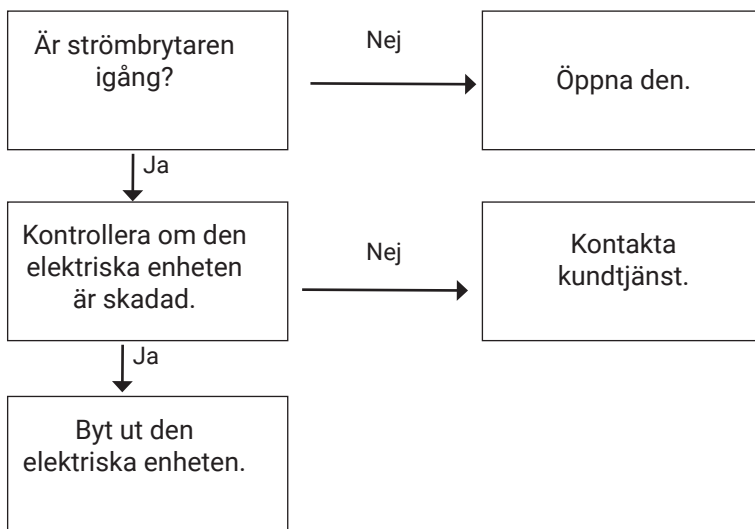 Är strömbrytaren
igång?
Nej
Öppna den.
Ja
Kontrollera om den
elektriska enheten
är skadad.
Nej
Kontakta
kundtjänst.
Ja
Byt ut den
elektriska enheten.